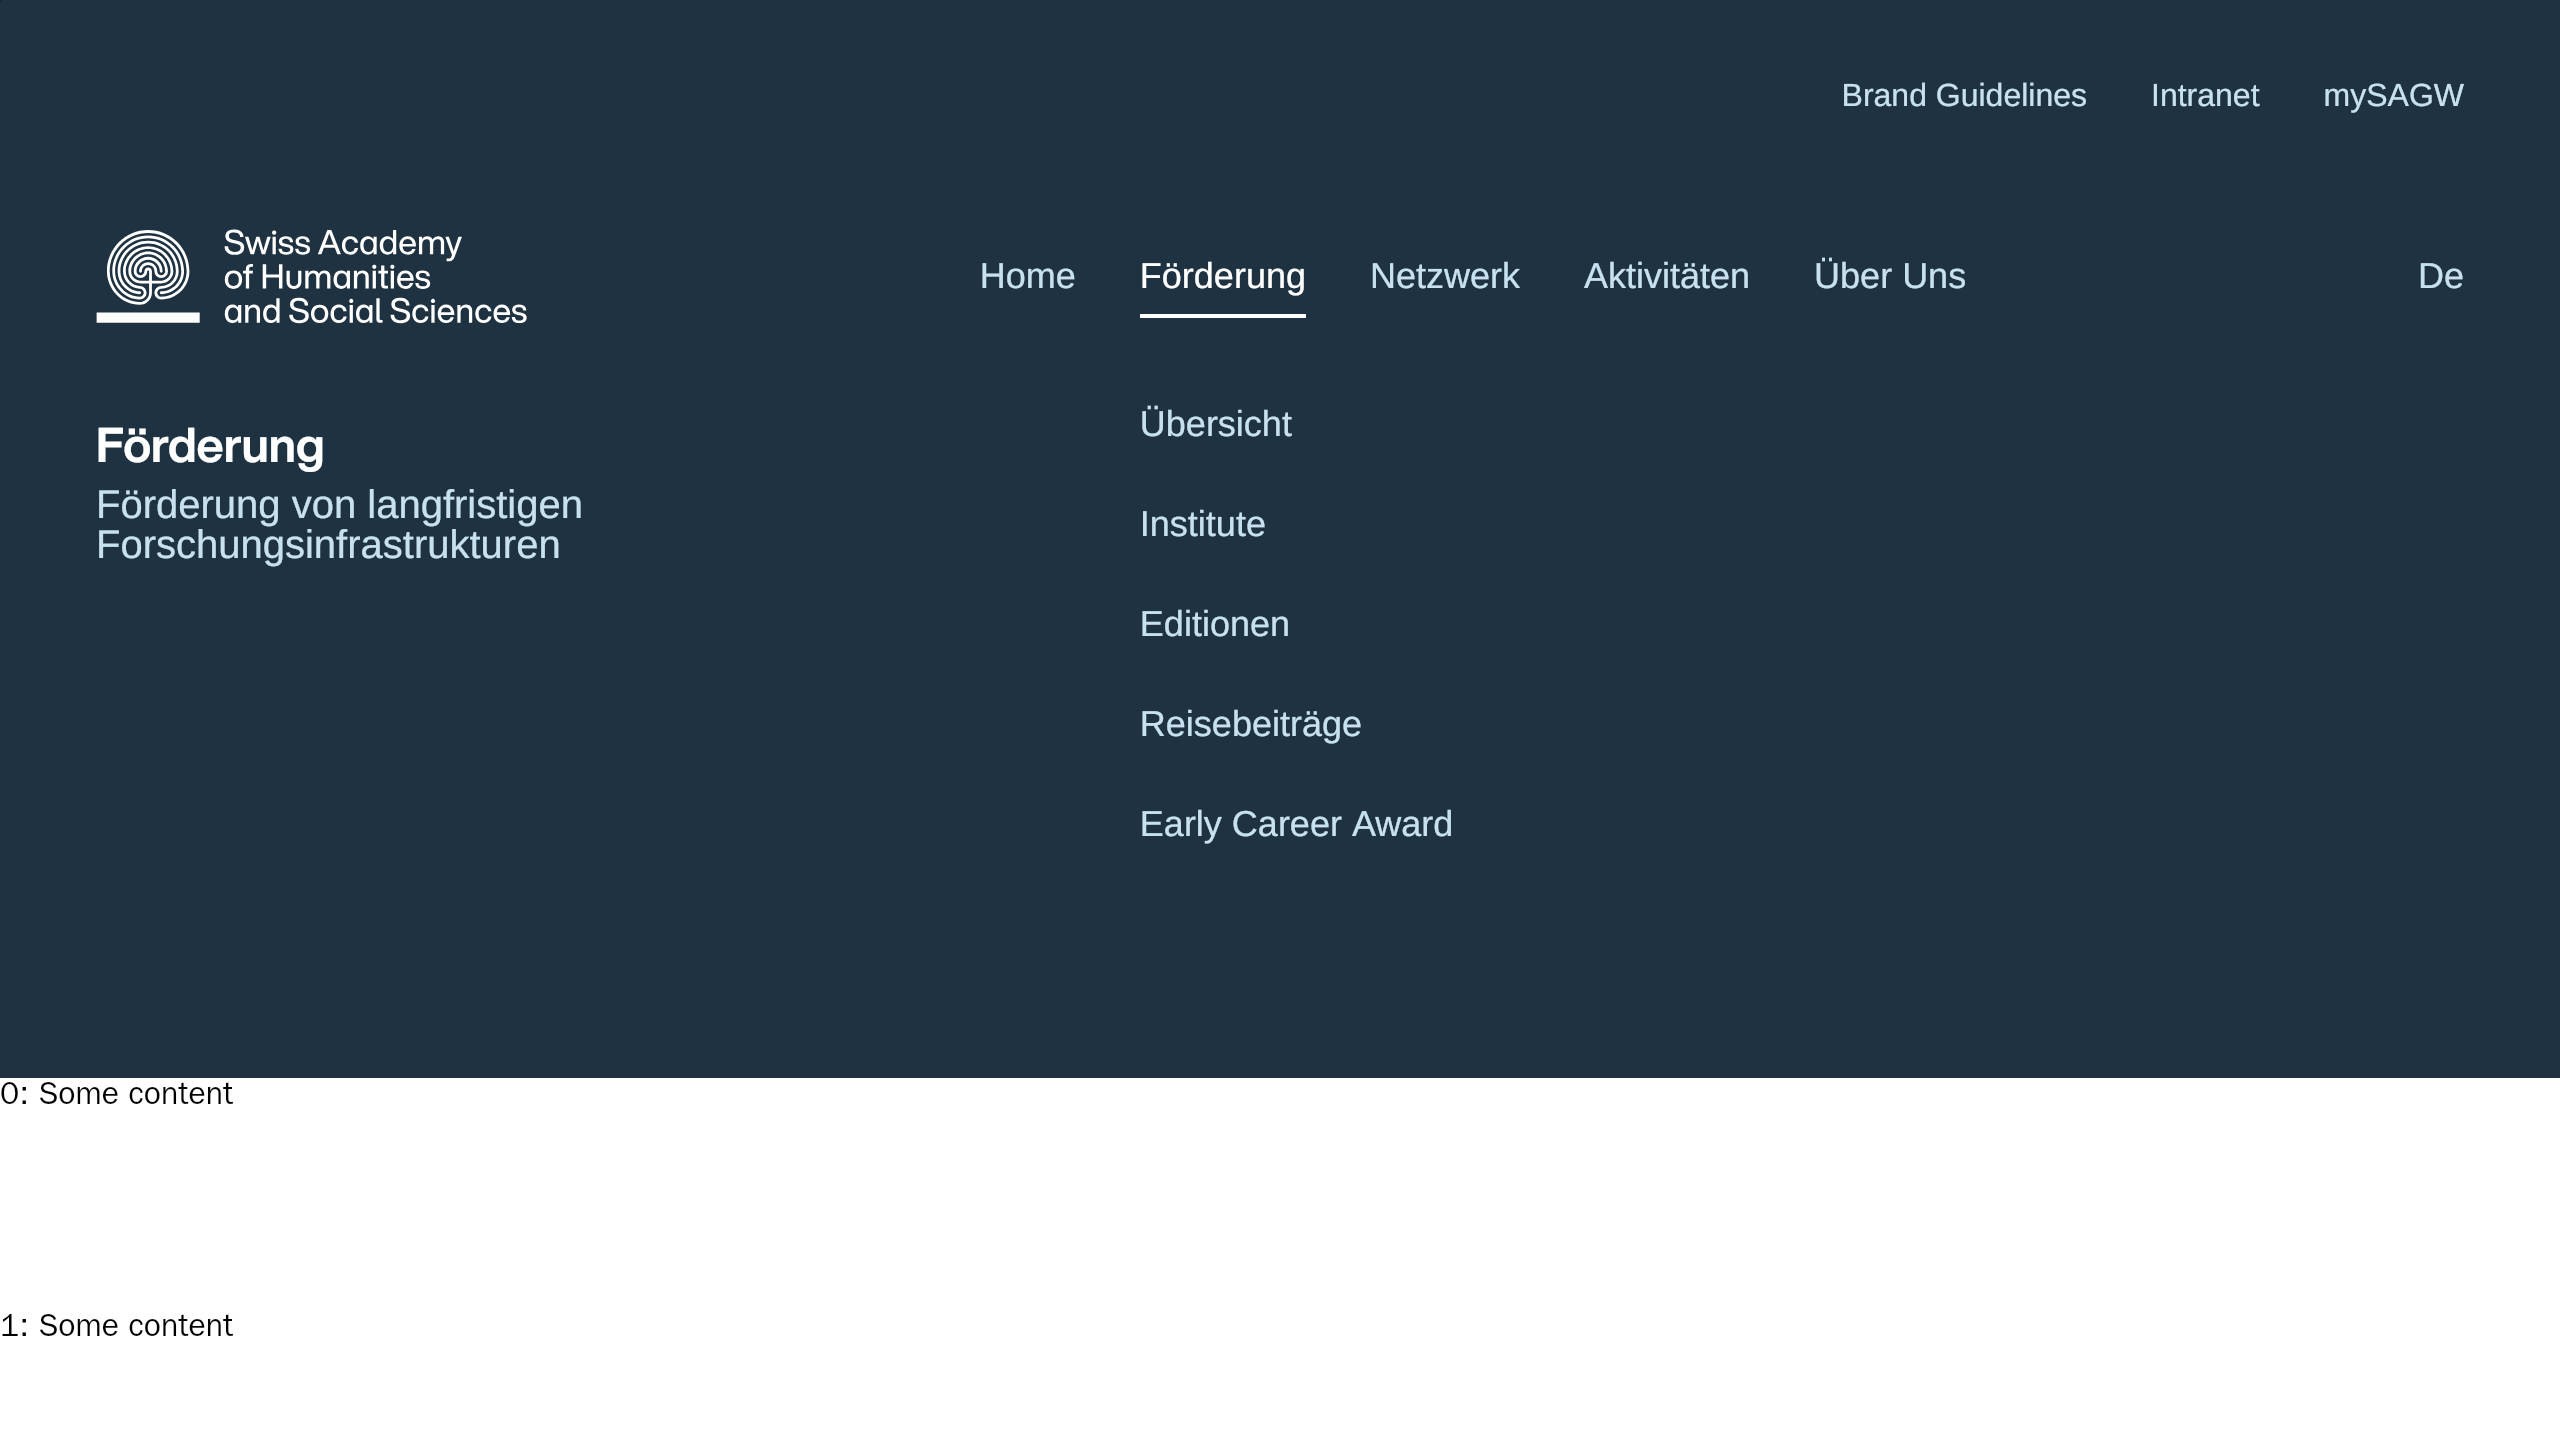 Brand Guidelines Intranet mySAGW
Swiss Academy
of Humanities
and Social Sciences
Home Förderung Netzwerk Aktivitäten Über Uns De
Förderung
Förderung von langfristigen
Forschungsinfrastrukturen
Übersicht
Institute
Editionen
Reisebeiträge
Early Career Award
0: Some content
1: Some content